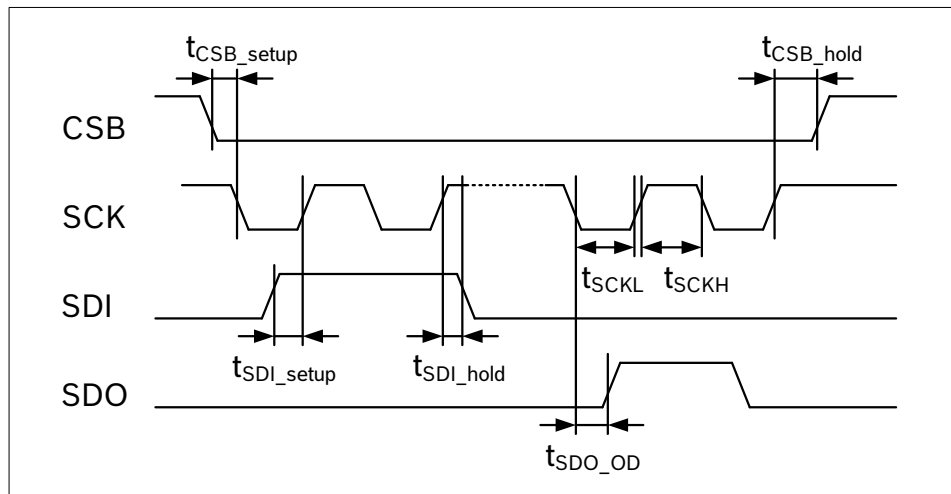 tCSB_setup
tCSB_hold
CSB
SCK
tSCKL
tSCKH
SDI
tSDI_setup
tSDI_hold
SDO
tSDO_OD